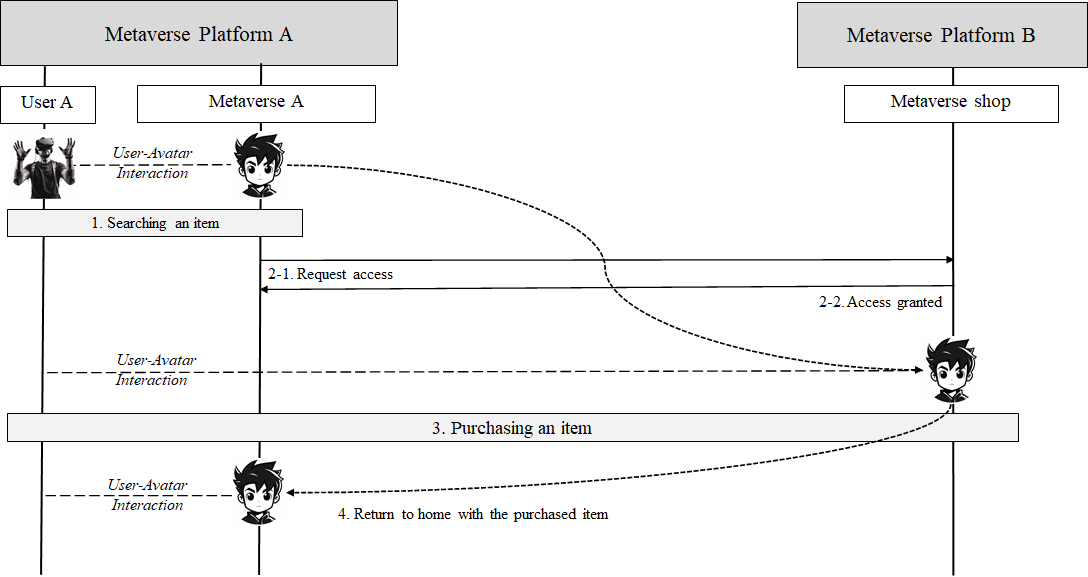 Metaverse Platform A
Metaverse Platform B
User A
Metaverse A
Metaverse shop
User-Avatar
Interaction
1. Searching an item
2-1. Request access
2-2. Access granted
User-Avatar
Interaction
3. Purchasing an item
User-Avatar
Interaction
4. Return to home with the purchased item